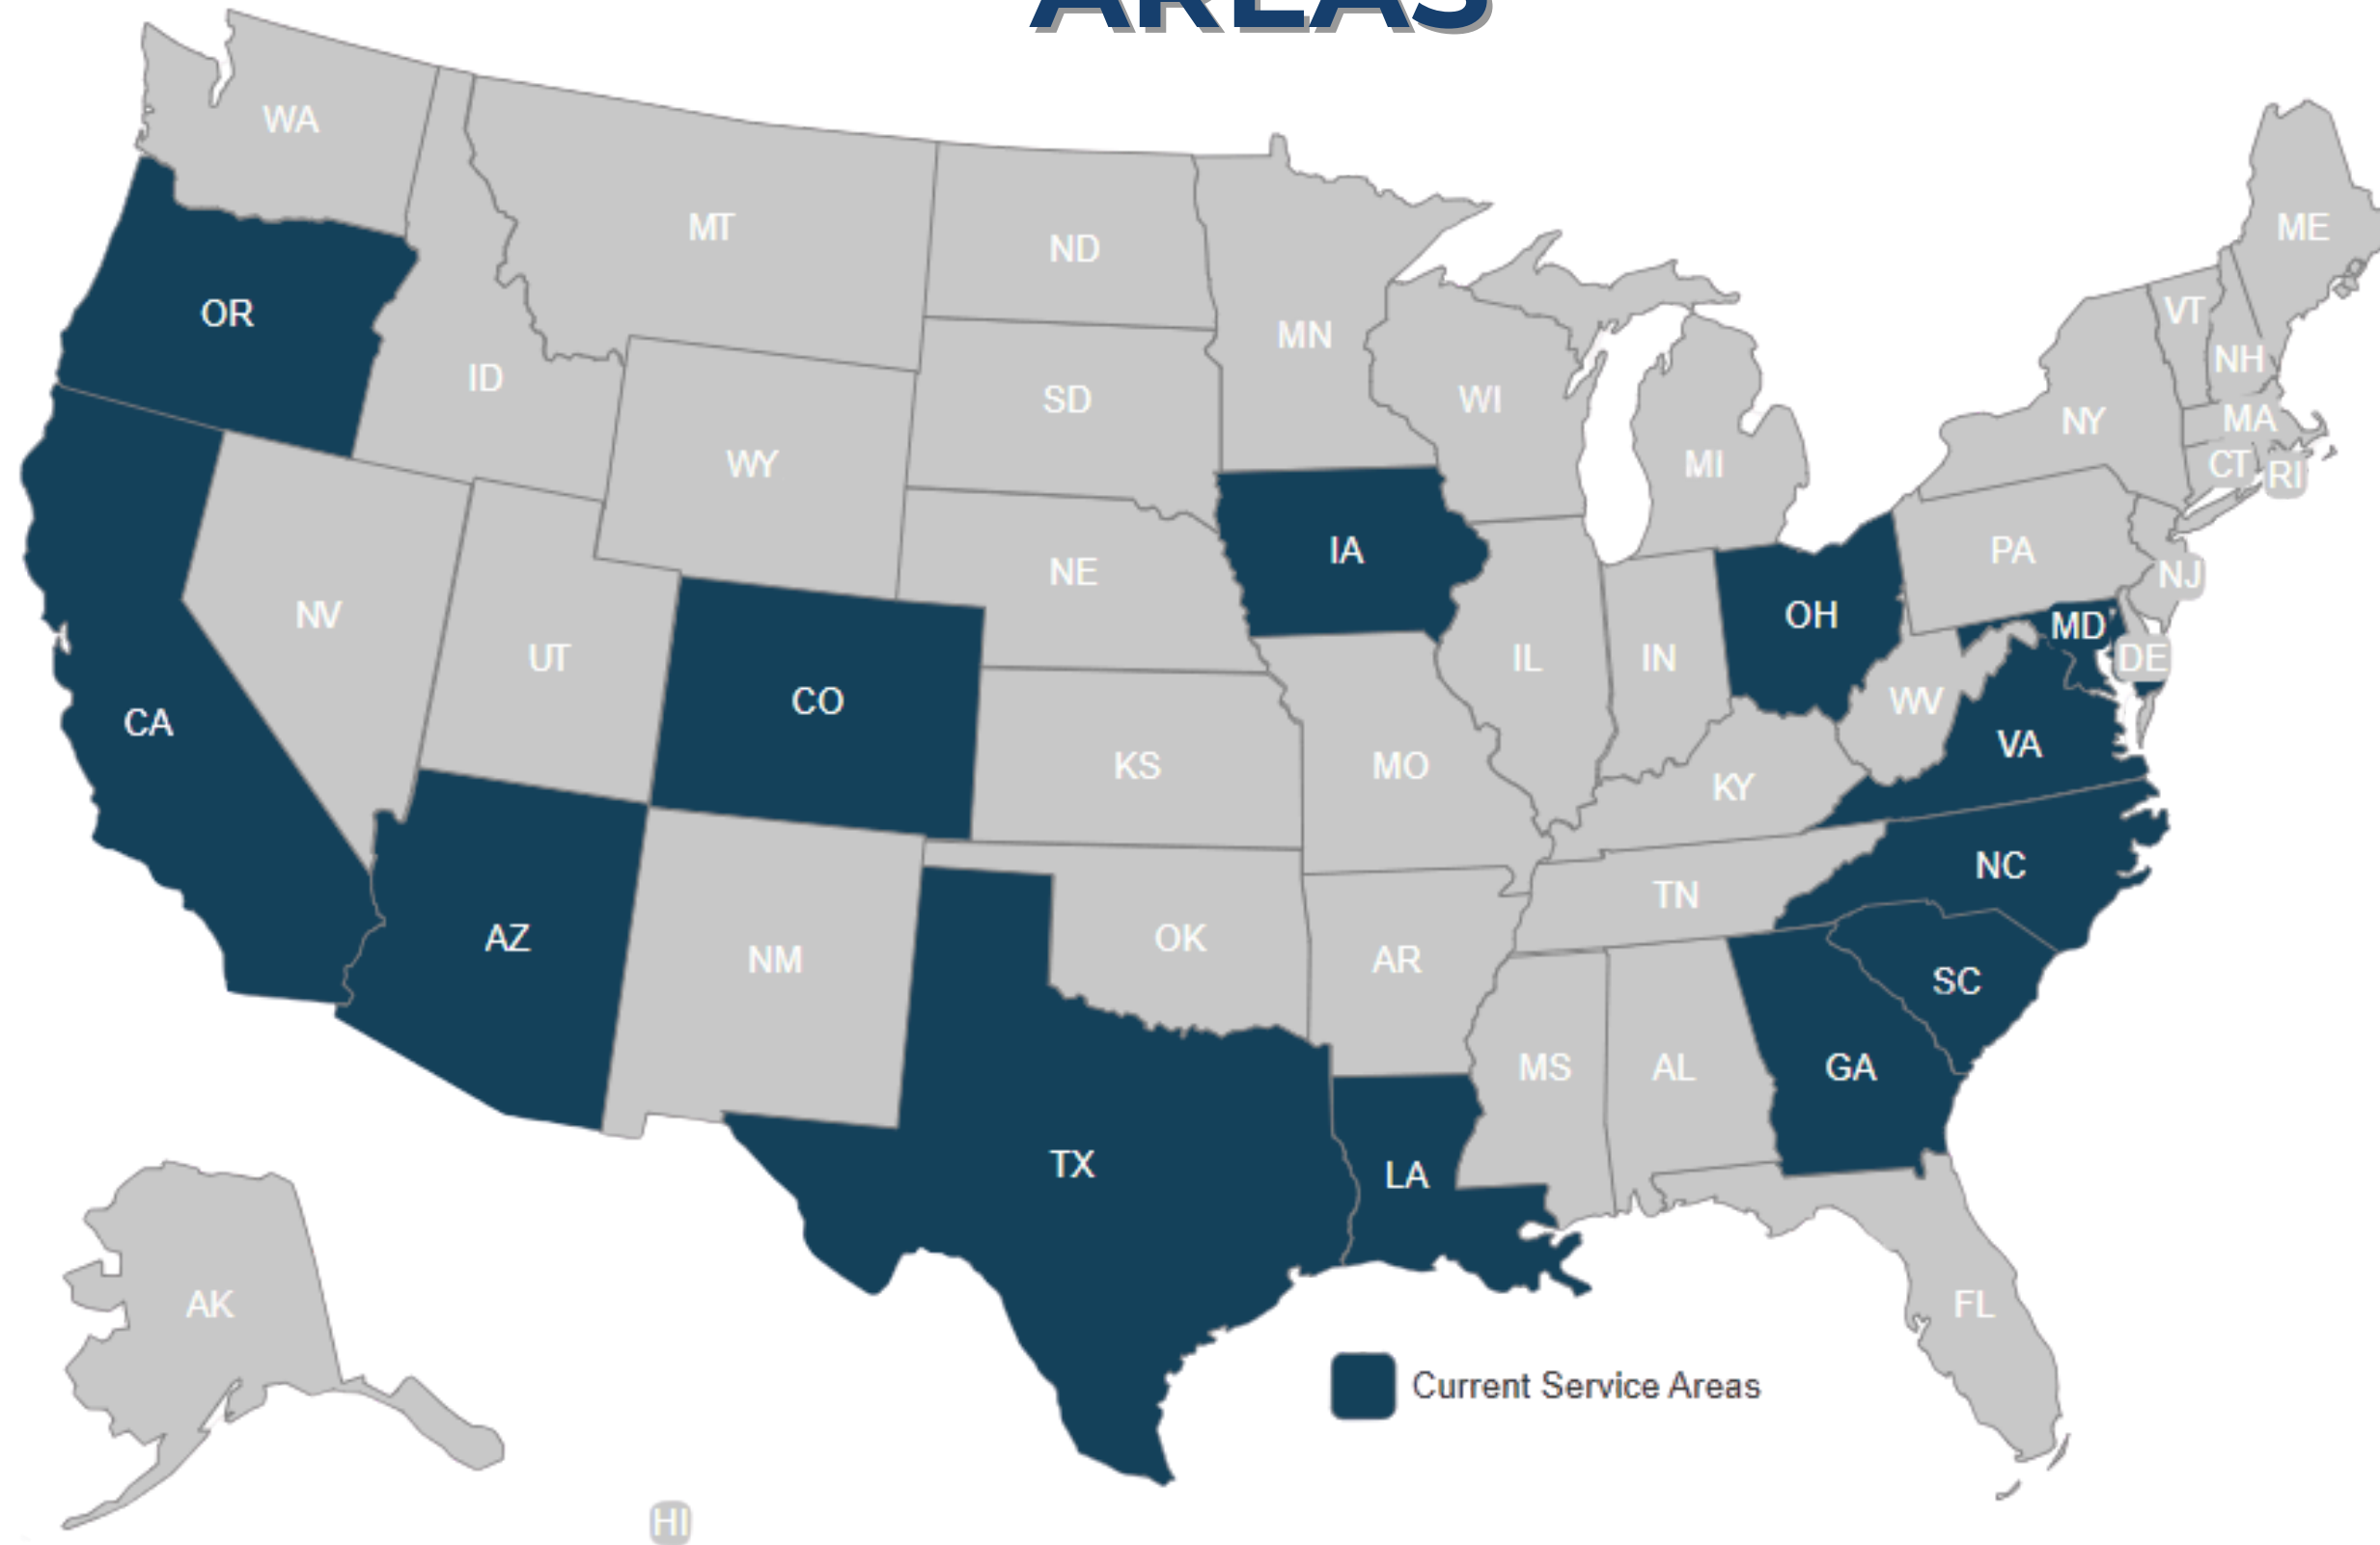 AREAS
WA
MT
ND
ME
OR
MN
VT
ID
SD
WI
NH
NY
MA
WY
MI
CT
RI
IA
PA
NE
NJ
NV
OH
MD
UT
IL
IN
DE
CO
WV
CA
VA
KS
MO
KY
NC
TN
AZ
NM
OK
AR
SC
MS
AL
GA
TX
LA
AK
FL
Current Service Areas
HI